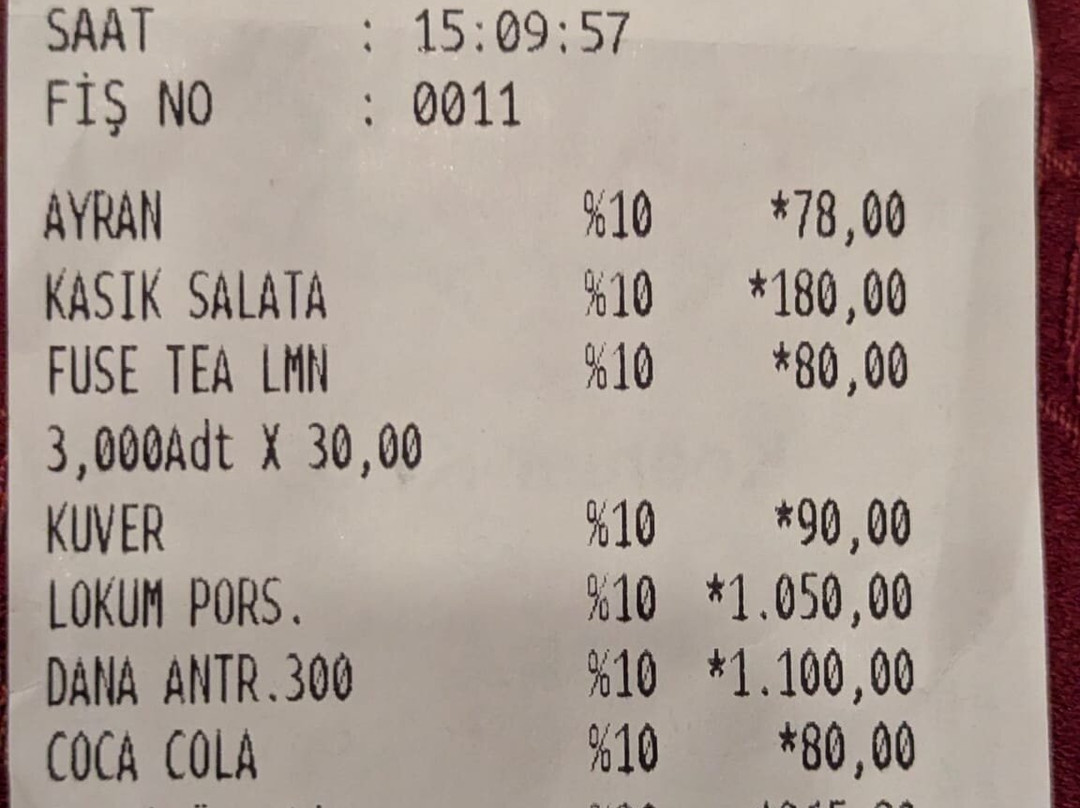 SAAT : 15:09:57
FİŞ NO : 0011
AYRAN %10 *78,00
KASIK SALATA %10 *180,00
FUSE TEA LMN %10 *80,00
3,000Adt X 30,00
KUVER %10 *90,00
LOKUM PORS. %10 *1.050,00
DANA ANTR.300 %10 *1.100,00
COCA COLA %10 *80,00